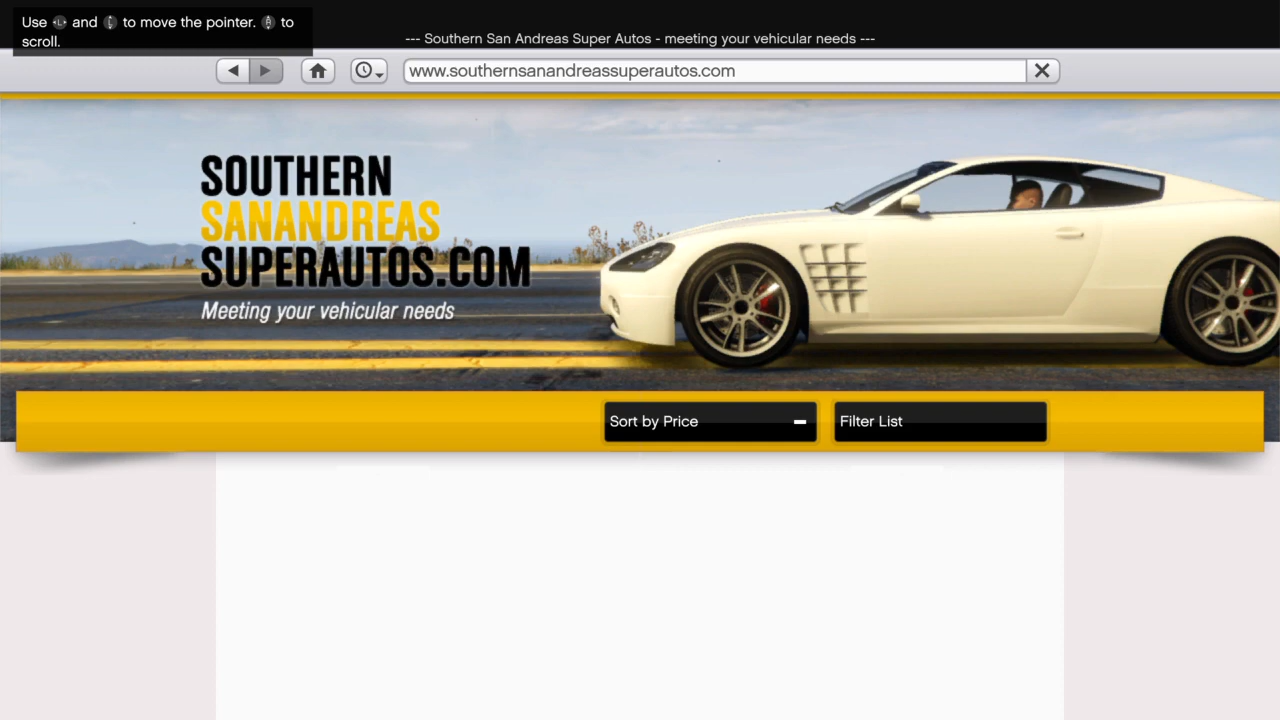 Use L and to move the pointer. to
scroll.
--- Southern San Andreas Super Autos - meeting your vehicular needs ---
www.southernsanandreassuperautos.com
SOUTHERN
SANANDREAS
SUPERAUTOS.COM
Meeting your vehicular needs
Sort by Price
Filter List